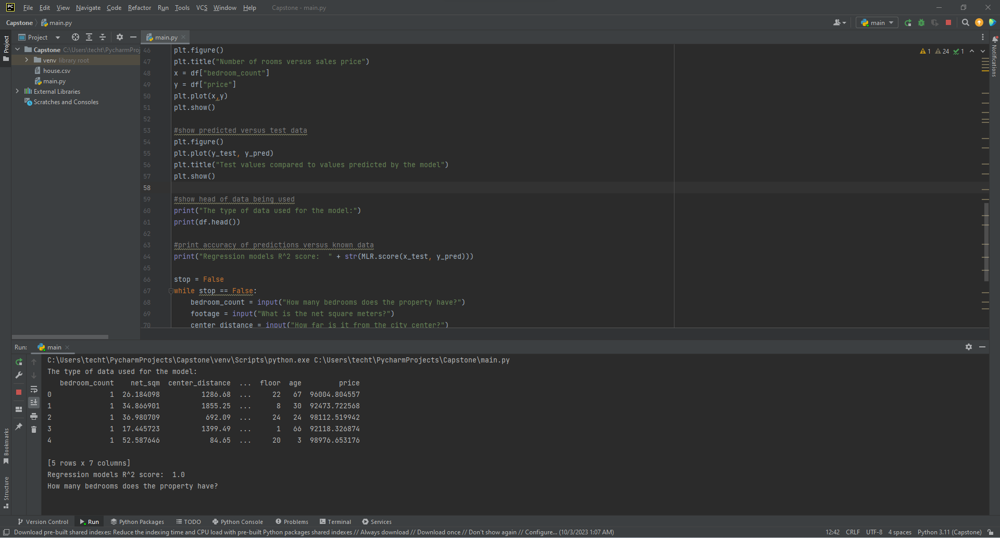 PC File Edit View Navigate Code Refactor Run Tools VCS Window Help Capstone - main.py
Capstone main.py main
Project main.py
Project
Capstone C:\Users\techt\PycharmProj
venv library root
house.csv
main.py
External Libraries
Scratches and Consoles
1 24 1
Notifications
46 plt.figure()
47 plt.title("Number of rooms versus sales price")
48 x = df["bedroom_count"]
49 y = df["price"]
50 plt.plot(x,y)
51 plt.show()
52
53 #show predicted versus test data
54 plt.figure()
55 plt.plot(y_test, y_pred)
56 plt.title("Test values compared to values predicted by the model")
57 plt.show()
58
59 #show head of data being used
60 print("The type of data used for the model:")
61 print(df.head())
62
63 #print accuracy of predictions versus known data
64 print("Regression models R^2 score:  " + str(MLR.score(x_test, y_pred)))
65
66 stop = False
67 while stop == False:
68     bedroom_count = input("How many bedrooms does the property have?")
69     footage = input("What is the net square meters?")
70     center_distance = input("How far is it from the city center?")
Run: main
C:\Users\techt\PycharmProjects\Capstone\venv\Scripts\python.exe C:\Users\techt\PycharmProjects\Capstone\main.py
The type of data used for the model:
   bedroom_count    net_sqm  center_distance  ...  floor  age         price
0              1  26.184098          1286.68  ...     22   67  96004.804557
1              1  34.866901          1855.25  ...      8   30  92473.722568
2              1  36.980709           692.09  ...     24   24  98112.519942
3              1  17.445723          1399.49  ...      1   66  92118.326874
4              1  52.587646            84.65  ...     20    3  98976.653176
[5 rows x 7 columns]
Regression models R^2 score:  1.0
How many bedrooms does the property have?
Bookmarks
Structure
Version Control Run Python Packages TODO Python Console Problems Terminal Services
Download pre-built shared indexes: Reduce the indexing time and CPU load with pre-built Python packages shared indexes // Always download // Download once // Don't show again // Configure... (10/3/2023 1:07 AM) 12:42 CRLF UTF-8 4 spaces Python 3.11 (Capstone)